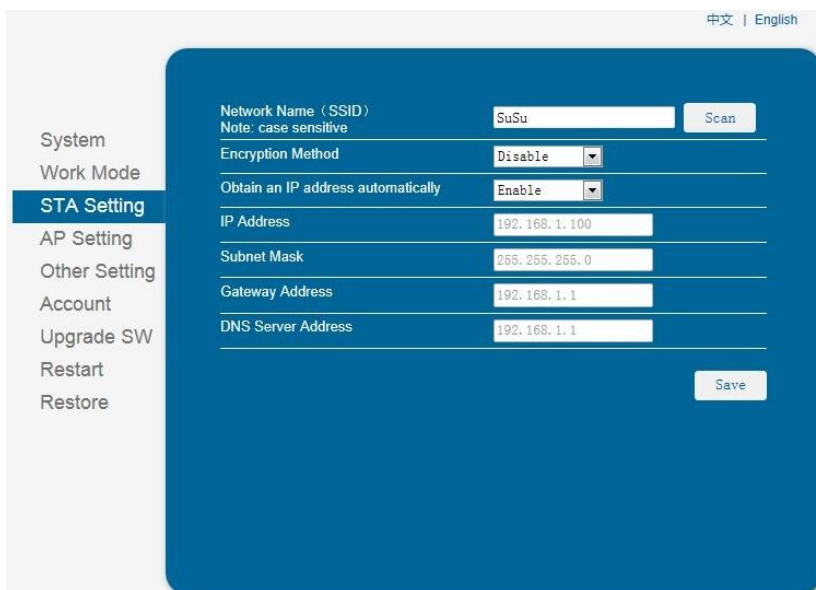 中文 | English
System
Work Mode
STA Setting
AP Setting
Other Setting
Account
Upgrade SW
Restart
Restore
Network Name（SSID）
Note: case sensitive
SuSu
Scan
Encryption Method
Disable
Obtain an IP address automatically
Enable
IP Address
192.168.1.100
Subnet Mask
255.255.255.0
Gateway Address
192.168.1.1
DNS Server Address
192.168.1.1
Save